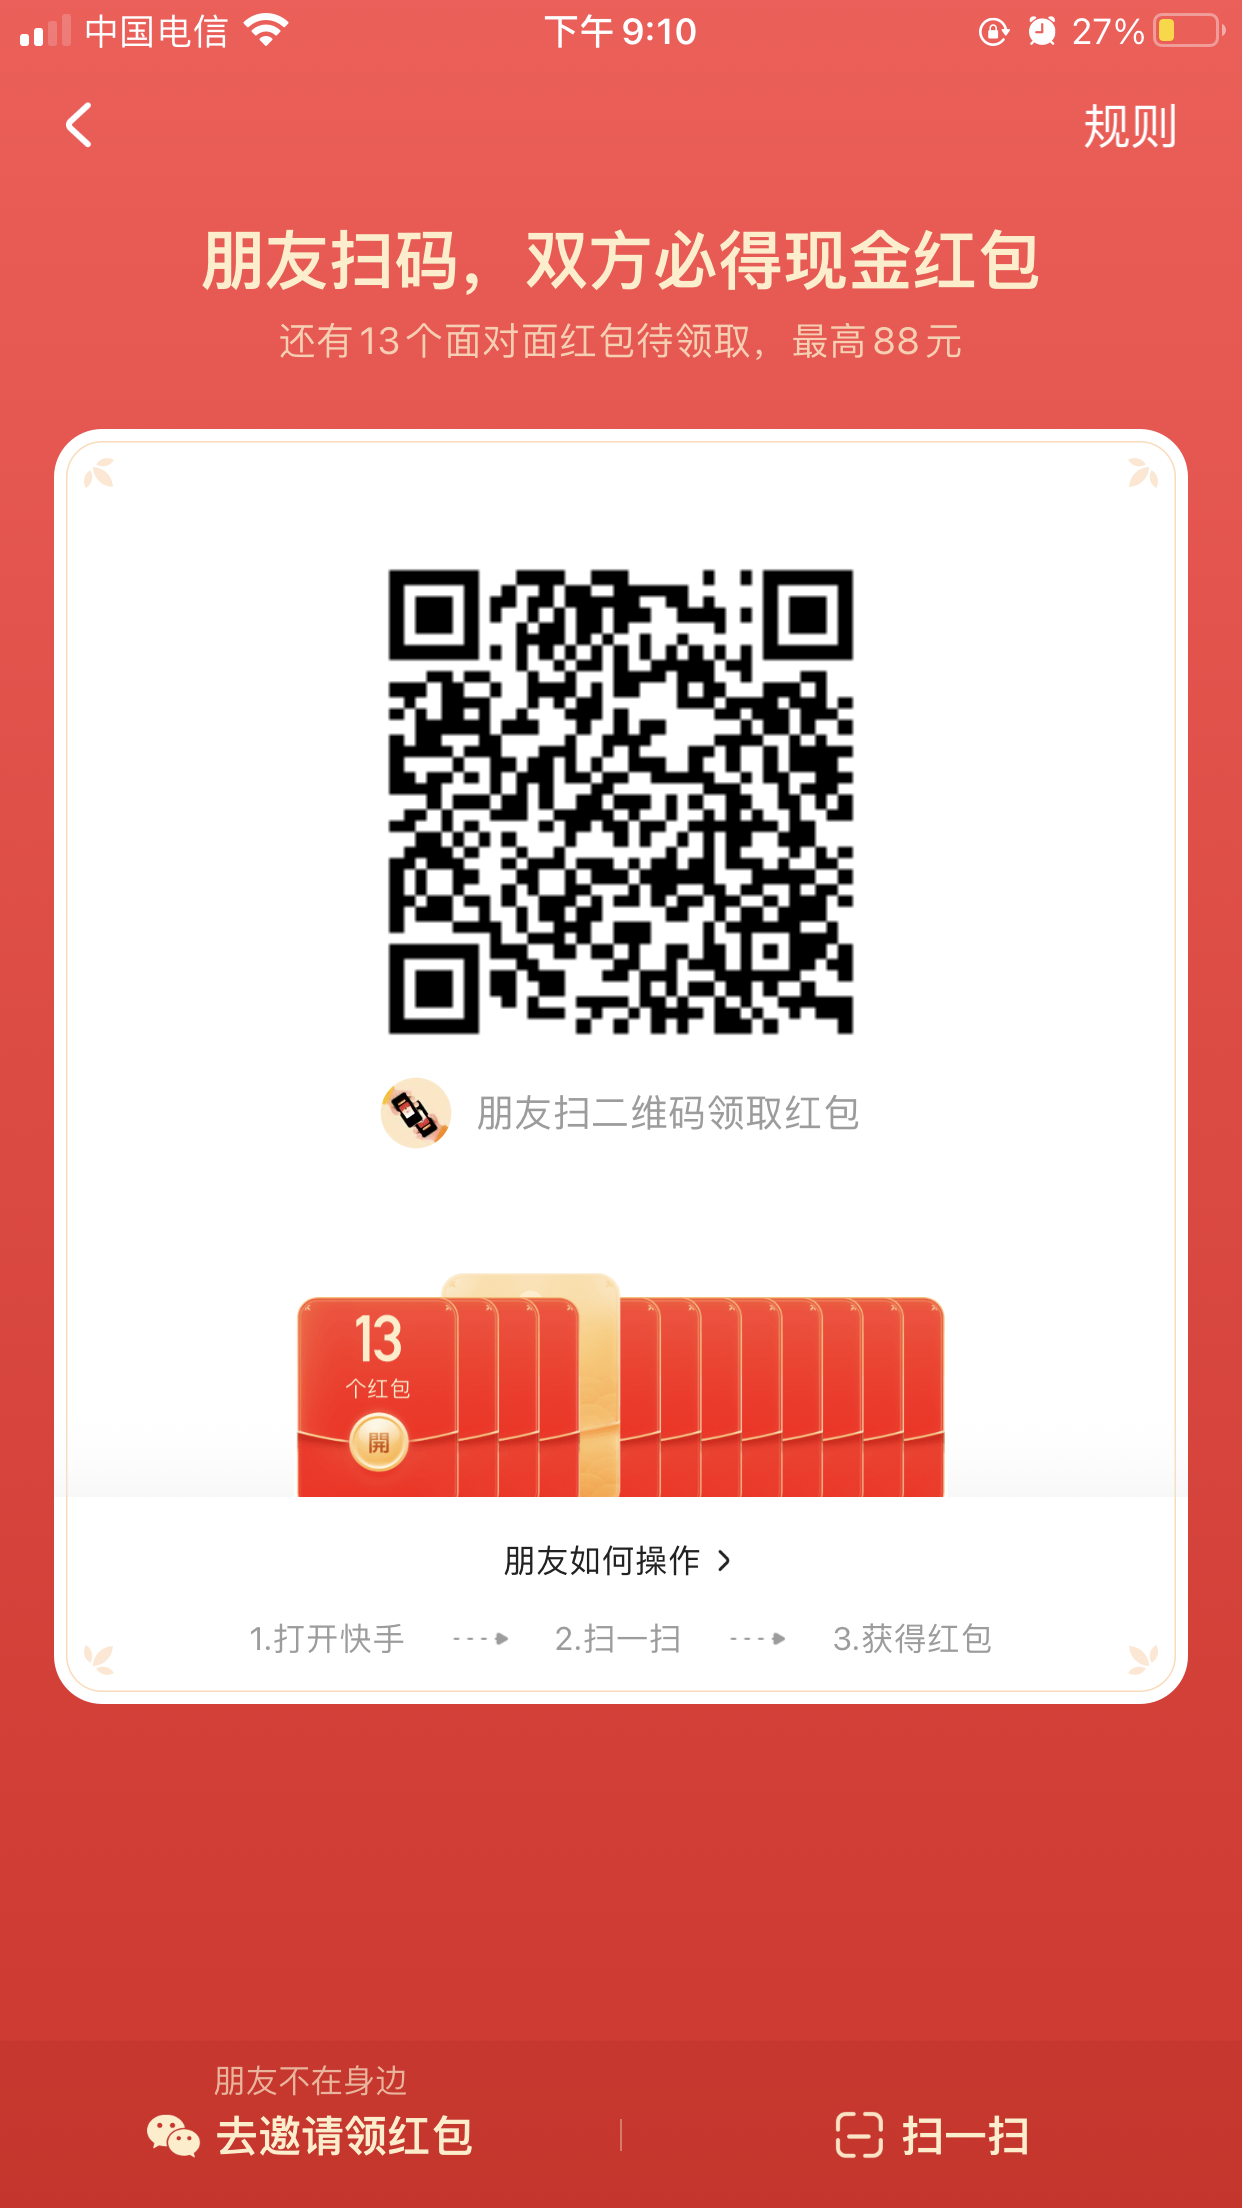 中国电信
下午 9:10
27%
规则
朋友扫码，双方必得现金红包
还有13个面对面红包待领取，最高88元
朋友扫二维码领取红包
13
个红包
開
朋友如何操作
1.打开快手
2.扫一扫
3.获得红包
朋友不在身边
去邀请领红包
扫一扫